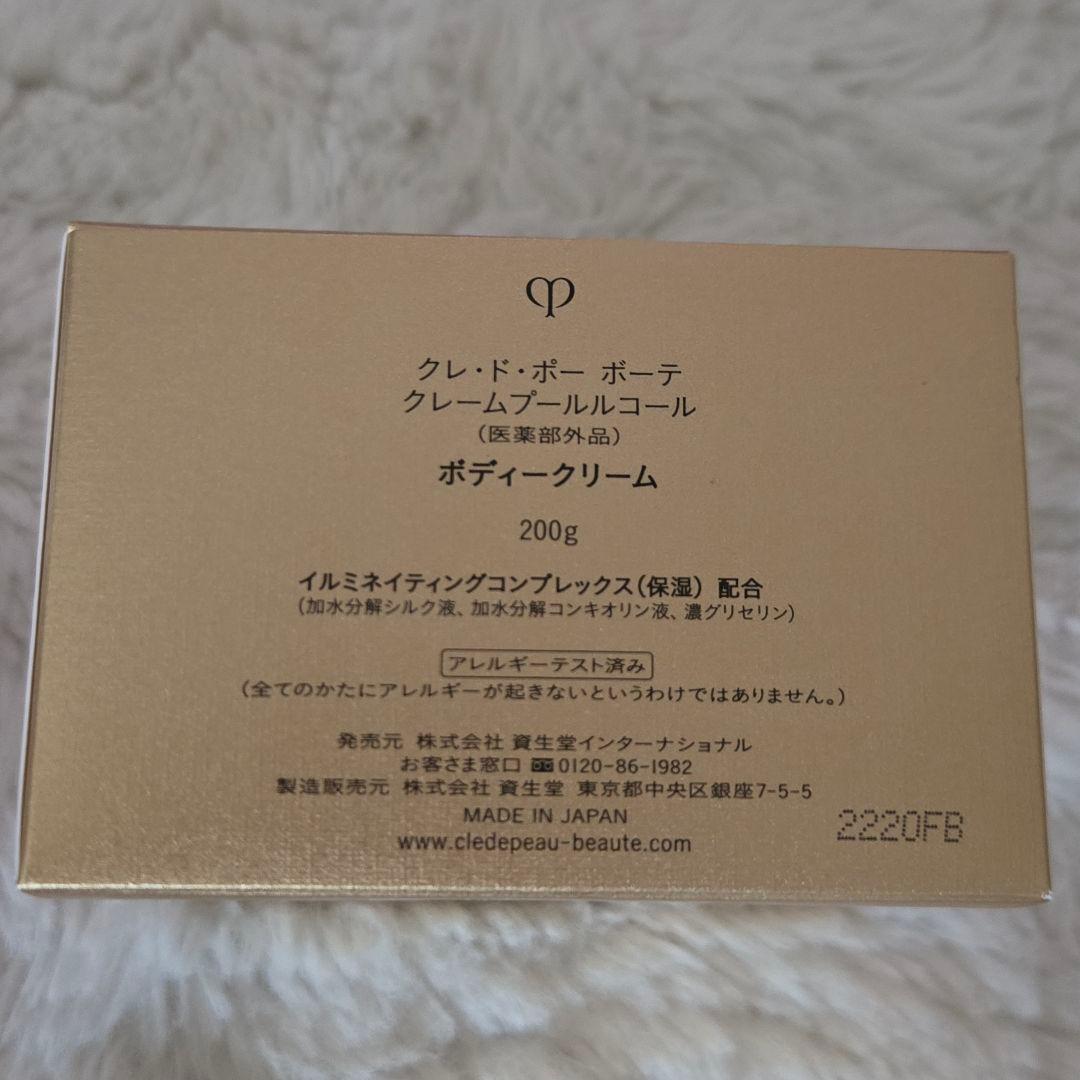 クレ・ド・ポー ボーテ
クレームプールルコール
(医薬部外品)
ボディークリーム
200g
イルミネイティングコンプレックス(保湿) 配合
(加水分解シルク液、加水分解コンキオリン液、濃グリセリン)
アレルギーテスト済み
(全てのかたにアレルギーが起きないというわけではありません。)
発売元 株式会社 資生堂インターナショナル
お客さま窓口 0120-86-1982
製造販売元 株式会社 資生堂 東京都中央区銀座7-5-5
MADE IN JAPAN
www.cledepeau-beaute.com
2220FB